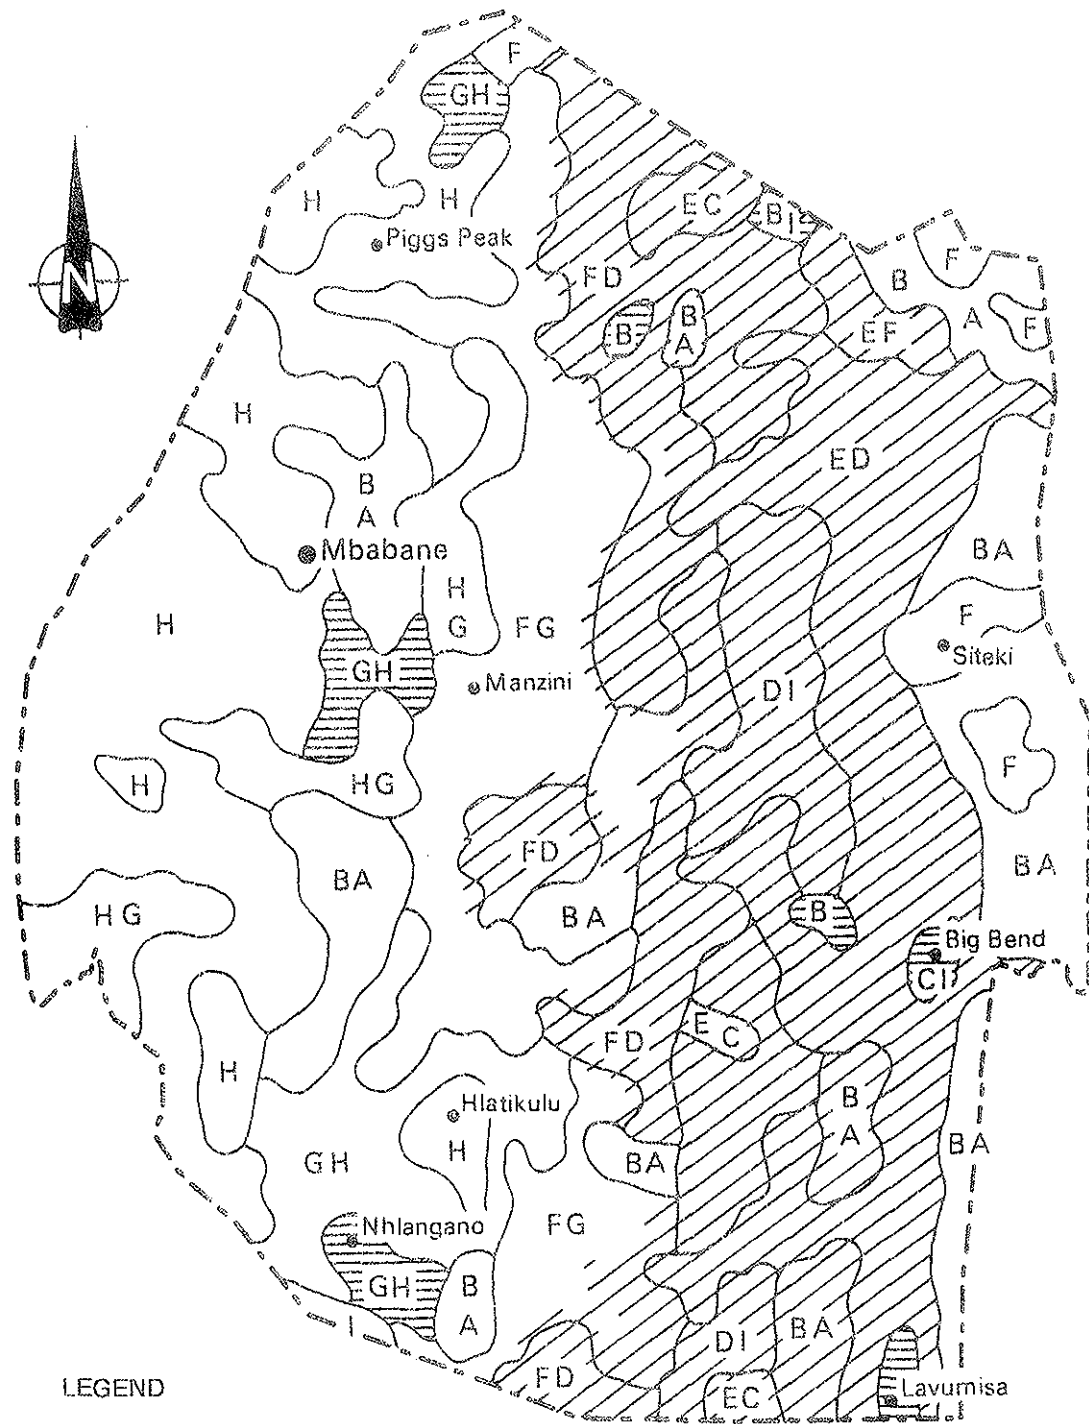 F
GH
H
H
EC
BI
Piggs Peak
N
FD
B
F
B
B
A
EF
A
F
H
ED
B
A
Mbabane
BA
H
H
G
FG
F
Siteki
GH
Manzini
DI
H
HG
F
FD
BA
BA
HG
BA
B
Big Bend
CI
E C
FD
H
Hlatikulu
B
A
H
BA
BA
GH
Nhlangano
FG
GH
B
A
I
DI
BA
FD
EC
LEGEND
Lavumisa